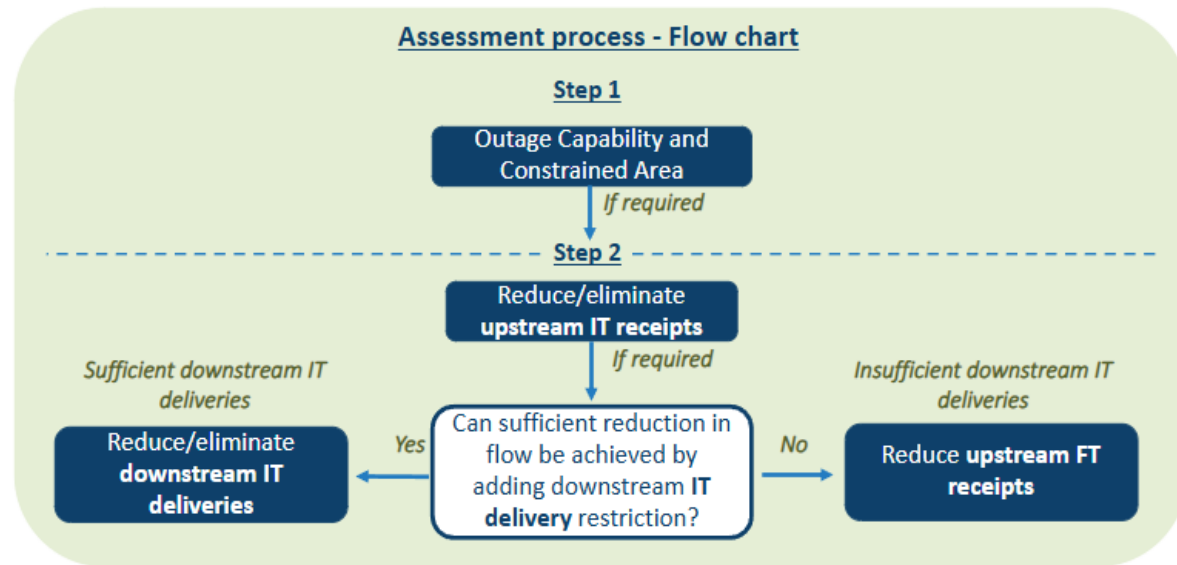 Assessment process - Flow chart
Step 1
Outage Capability and
Constrained Area
If required
Step 2
Reduce/eliminate
upstream IT receipts
If required
Sufficient downstream IT
deliveries
Reduce/eliminate
downstream IT
deliveries
Yes
Can sufficient reduction in
flow be achieved by
adding downstream IT
delivery restriction?
No
Insufficient downstream IT
deliveries
Reduce upstream FT
receipts